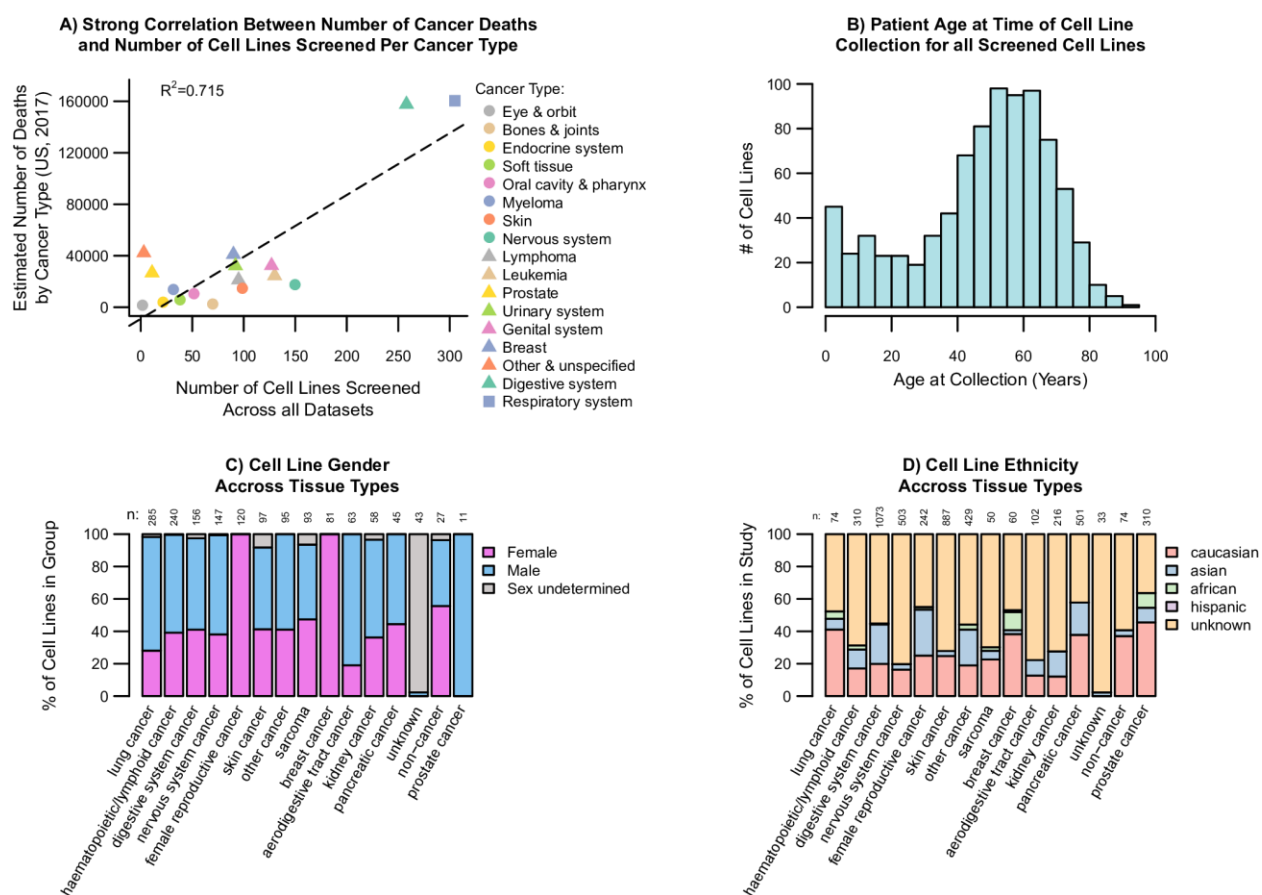 A) Strong Correlation Between Number of Cancer Deaths
and Number of Cell Lines Screened Per Cancer Type
R²=0.715
Estimated Number of Deaths
by Cancer Type (US, 2017)
160000
120000
80000
40000
0
0 50 100 150 200 250 300
Number of Cell Lines Screened
Across all Datasets
Cancer Type:
Eye & orbit
Bones & joints
Endocrine system
Soft tissue
Oral cavity & pharynx
Myeloma
Skin
Nervous system
Lymphoma
Leukemia
Prostate
Urinary system
Genital system
Breast
Other & unspecified
Digestive system
Respiratory system
B) Patient Age at Time of Cell Line
Collection for all Screened Cell Lines
# of Cell Lines
100
80
60
40
20
0
0 20 40 60 80 100
Age at Collection (Years)
C) Cell Line Gender
Accross Tissue Types
n: 285 240 156 147 120 97 95 93 81 63 58 45 43 27 11
% of Cell Lines in Group
100
80
60
40
20
0
Female
Male
Sex undetermined
lung cancer
haematopoietic/lymphoid cancer
digestive system cancer
nervous system cancer
female reproductive cancer
skin cancer
other cancer
sarcoma
breast cancer
aerodigestive tract cancer
kidney cancer
pancreatic cancer
unknown
non-cancer
prostate cancer
D) Cell Line Ethnicity
Accross Tissue Types
n: 74 310 1073 503 242 887 429 50 60 102 216 501 33 74 310
% of Cell Lines in Study
100
80
60
40
20
0
caucasian
asian
african
hispanic
unknown
lung cancer
haematopoietic/lymphoid cancer
digestive system cancer
nervous system cancer
female reproductive cancer
skin cancer
other cancer
sarcoma
breast cancer
aerodigestive tract cancer
kidney cancer
pancreatic cancer
unknown
non-cancer
prostate cancer